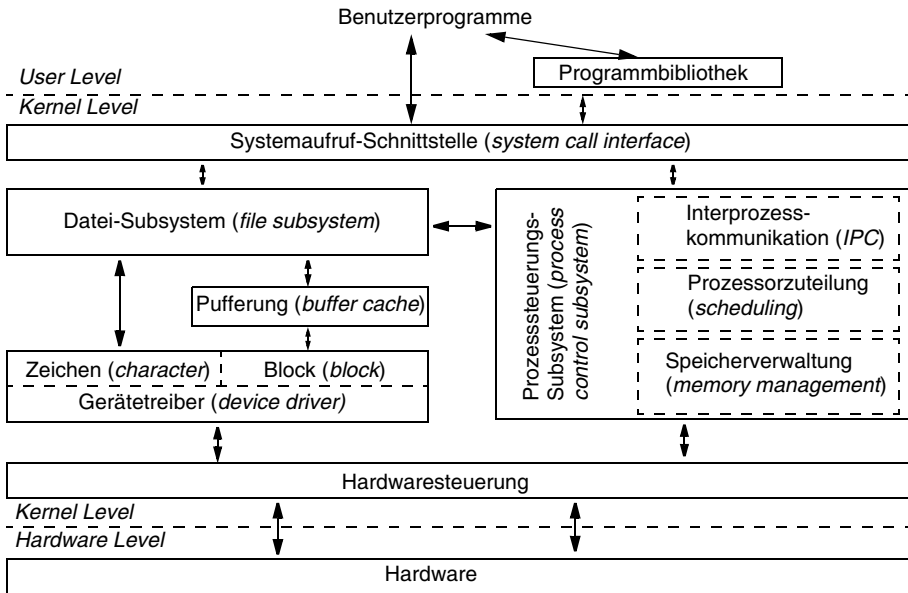 Benutzerprogramme
Programmbibliothek
User Level
Kernel Level
Systemaufruf-Schnittstelle (system call interface)
Datei-Subsystem (file subsystem)
Prozesssteuerungs-
Subsystem (process
control subsystem)
Interprozess-
kommunikation (IPC)
Prozessorzuteilung
(scheduling)
Speicherverwaltung
(memory management)
Pufferung (buffer cache)
Zeichen (character)
Block (block)
Gerätetreiber (device driver)
Hardwaresteuerung
Kernel Level
Hardware Level
Hardware